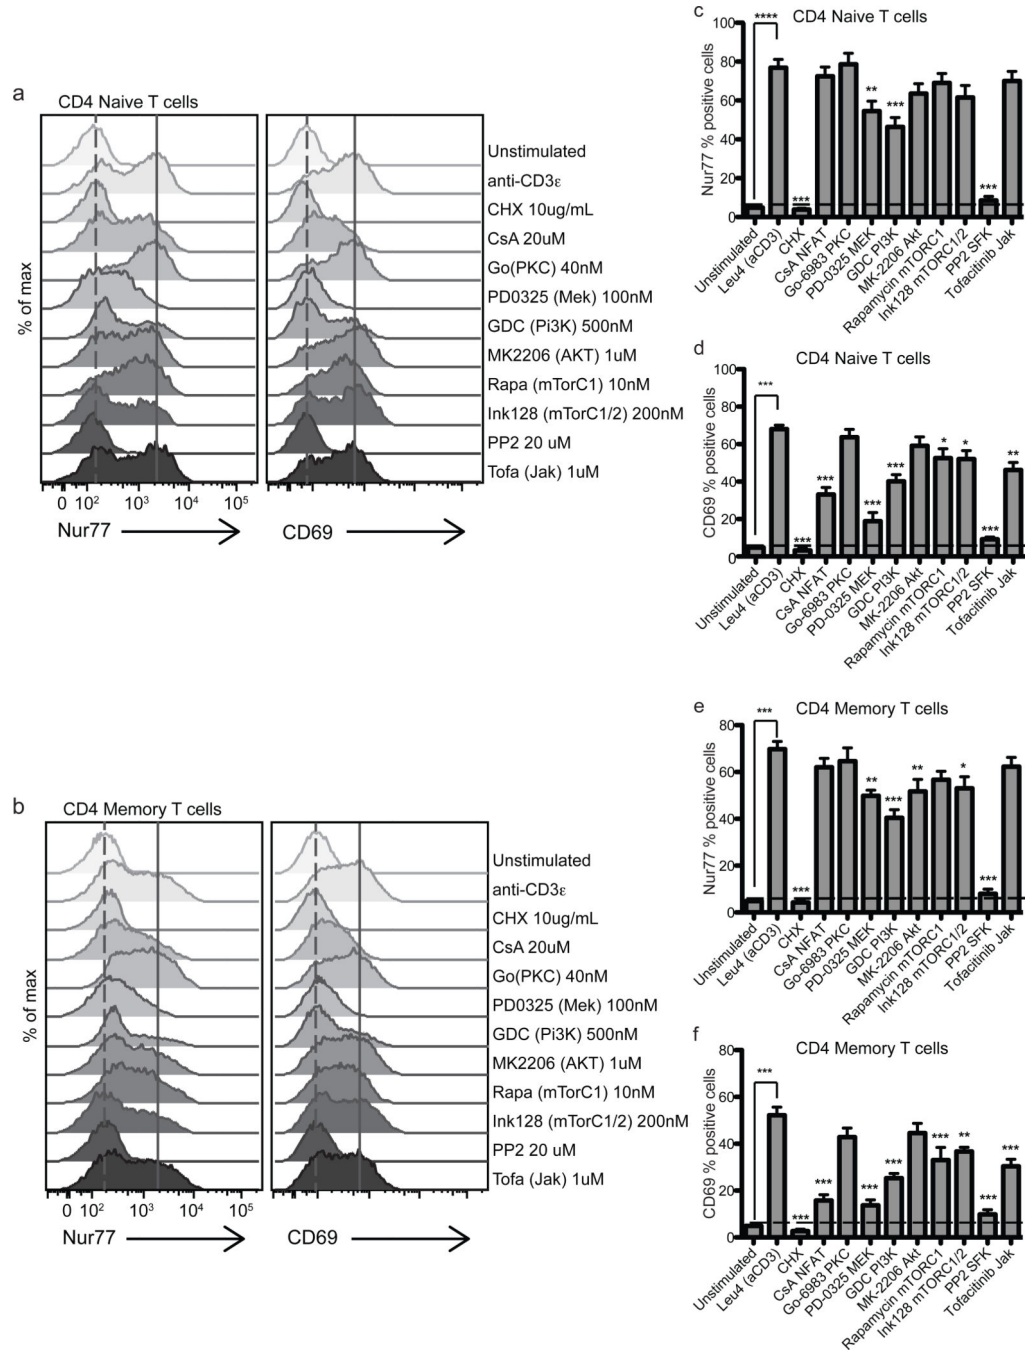 a
CD4 Naive T cells
% of max
Unstimulated
anti-CD3ε
CHX 10ug/mL
CsA 20uM
Go(PKC) 40nM
PD0325 (Mek) 100nM
GDC (Pi3K) 500nM
MK2206 (AKT) 1uM
Rapa (mTorC1) 10nM
Ink128 (mTorC1/2) 200nM
PP2 20 uM
Tofa (Jak) 1uM
0 10² 10³ 10⁴ 10⁵
Nur77
CD69
b
CD4 Memory T cells
% of max
Unstimulated
anti-CD3ε
CHX 10ug/mL
CsA 20uM
Go(PKC) 40nM
PD0325 (Mek) 100nM
GDC (Pi3K) 500nM
MK2206 (AKT) 1uM
Rapa (mTorC1) 10nM
Ink128 (mTorC1/2) 200nM
PP2 20 uM
Tofa (Jak) 1uM
0 10² 10³ 10⁴ 10⁵
Nur77
CD69
c
CD4 Naive T cells
Nur77 % positive cells
100
80
60
40
20
0
****
***
**
***
***
Unstimulated
Leu4 (aCD3)
CHX
CsA NFAT
Go-6983 PKC
PD-0325 MEK
GDC PI3K
MK-2206 Akt
Rapamycin mTORC1
Ink128 mTORC1/2
PP2 SFK
Tofacitinib Jak
d
CD4 Naive T cells
CD69 % positive cells
100
80
60
40
20
0
***
***
***
***
***
*
*
***
**
Unstimulated
Leu4 (aCD3)
CHX
CsA NFAT
Go-6983 PKC
PD-0325 MEK
GDC PI3K
MK-2206 Akt
Rapamycin mTORC1
Ink128 mTORC1/2
PP2 SFK
Tofacitinib Jak
e
CD4 Memory T cells
Nur77 % positive cells
80
60
40
20
0
***
***
**
***
**
*
***
Unstimulated
Leu4 (aCD3)
CHX
CsA NFAT
Go-6983 PKC
PD-0325 MEK
GDC PI3K
MK-2206 Akt
Rapamycin mTORC1
Ink128 mTORC1/2
PP2 SFK
Tofacitinib Jak
f
CD4 Memory T cells
CD69 % positive cells
80
60
40
20
0
***
***
***
***
***
***
**
***
***
Unstimulated
Leu4 (aCD3)
CHX
CsA NFAT
Go-6983 PKC
PD-0325 MEK
GDC PI3K
MK-2206 Akt
Rapamycin mTORC1
Ink128 mTORC1/2
PP2 SFK
Tofacitinib Jak